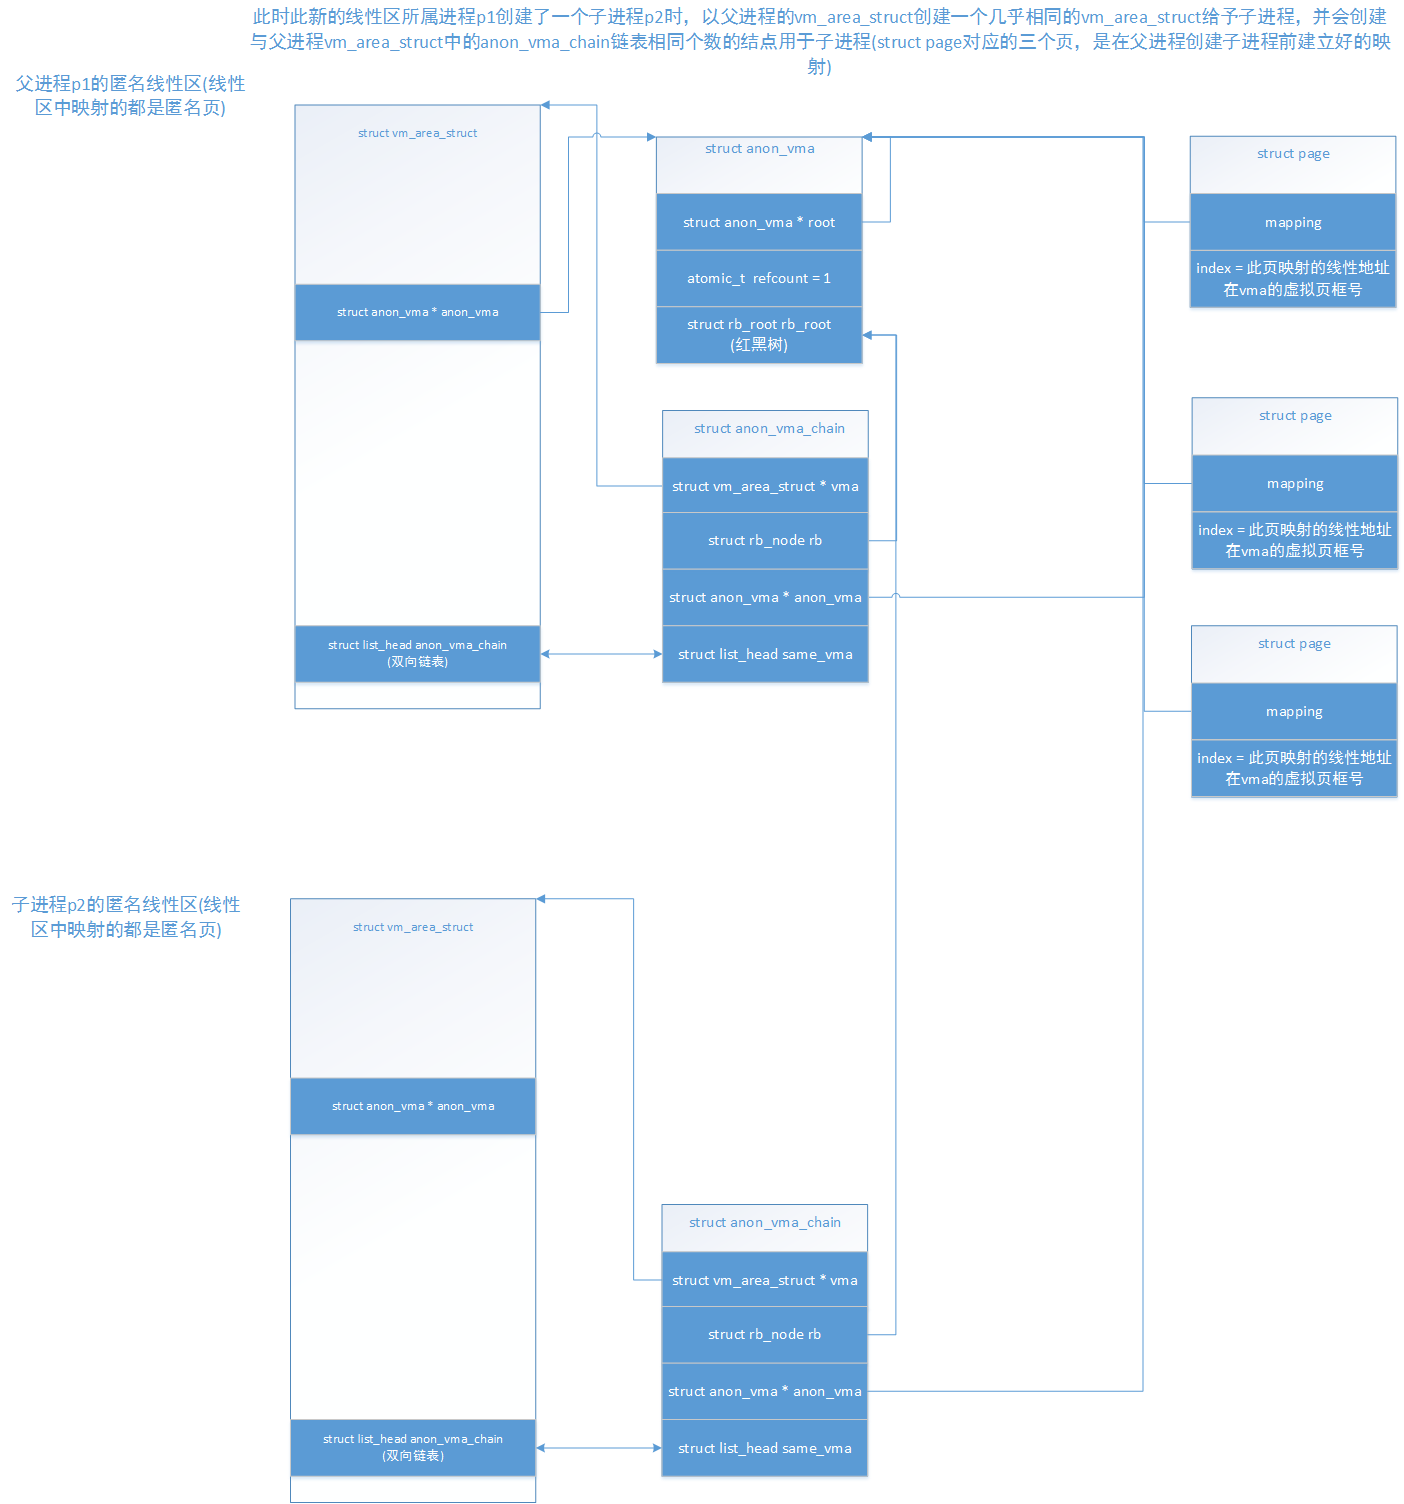 此时此新的线性区所属进程p1创建了一个子进程p2时，以父进程的vm_area_struct创建一个几乎相同的vm_area_struct给予子进程，并会创建
与父进程vm_area_struct中的anon_vma_chain链表相同个数的结点用于子进程(struct page对应的三个页，是在父进程创建子进程前建立好的映
射)
父进程p1的匿名线性区(线性
区中映射的都是匿名页)
struct vm_area_struct
struct anon_vma * anon_vma
struct list_head anon_vma_chain
(双向链表)
struct anon_vma
struct anon_vma * root
atomic_t  refcount = 1
struct rb_root rb_root
(红黑树)
struct anon_vma_chain
struct vm_area_struct * vma
struct rb_node rb
struct anon_vma * anon_vma
struct list_head same_vma
struct page
mapping
index = 此页映射的线性地址
在vma的虚拟页框号
struct page
mapping
index = 此页映射的线性地址
在vma的虚拟页框号
struct page
mapping
index = 此页映射的线性地址
在vma的虚拟页框号
子进程p2的匿名线性区(线性
区中映射的都是匿名页)
struct vm_area_struct
struct anon_vma * anon_vma
struct list_head anon_vma_chain
(双向链表)
struct anon_vma_chain
struct vm_area_struct * vma
struct rb_node rb
struct anon_vma * anon_vma
struct list_head same_vma